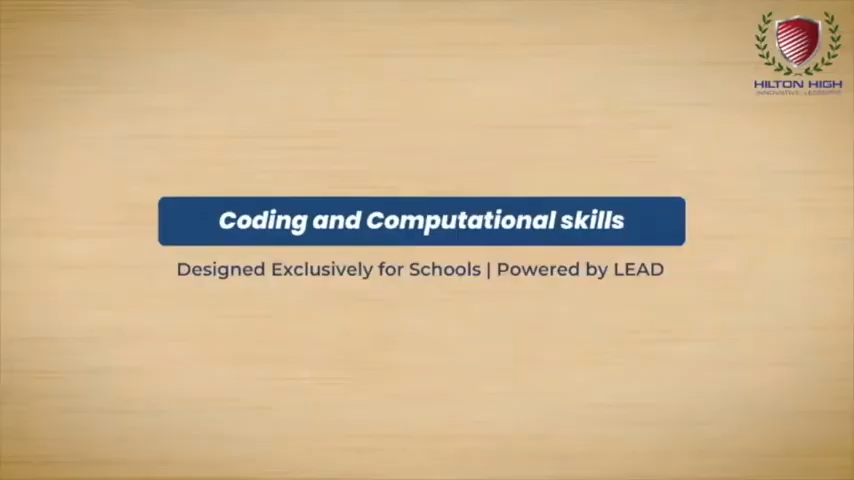 HILTON HIGH
Coding and Computational skills
Designed Exclusively for Schools | Powered by LEAD